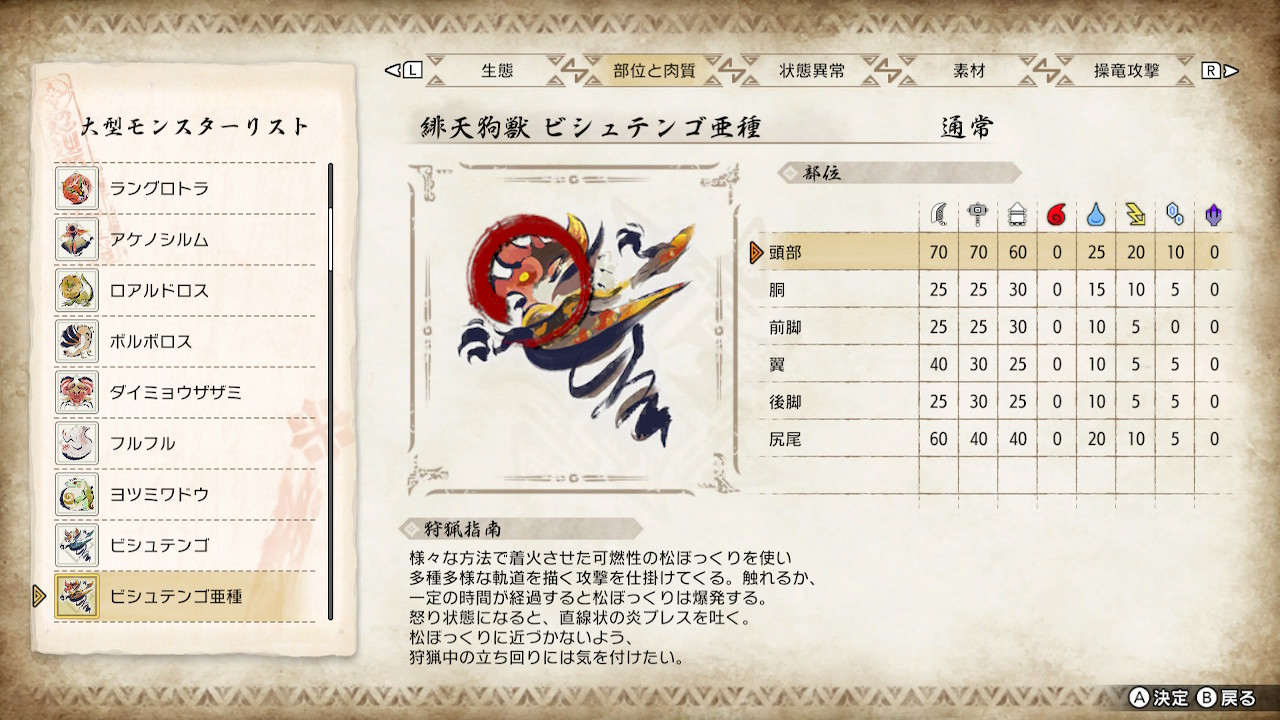 L
生態
部位と肉質
状態異常
素材
操竜攻撃
R
大型モンスターリスト
ラングロトラ
アケノシルム
ロアルドロス
ボルボロス
ダイミョウザザミ
フルフル
ヨツミワドウ
ビシュテンゴ
ビシュテンゴ亜種
緋天狗獣 ビシュテンゴ亜種
通常
部位
頭部 70 70 60 0 25 20 10 0
胴 25 25 30 0 15 10 5 0
前脚 25 25 30 0 10 5 0 0
翼 40 30 25 0 10 5 5 0
後脚 25 30 25 0 10 5 5 0
尻尾 60 40 40 0 20 10 5 0
狩猟指南
様々な方法で着火させた可燃性の松ぼっくりを使い
多種多様な軌道を描く攻撃を仕掛けてくる。触れるか、
一定の時間が経過すると松ぼっくりは爆発する。
怒り状態になると、直線状の炎ブレスを吐く。
松ぼっくりに近づかないよう、
狩猟中の立ち回りには気を付けたい。
A 決定 B 戻る